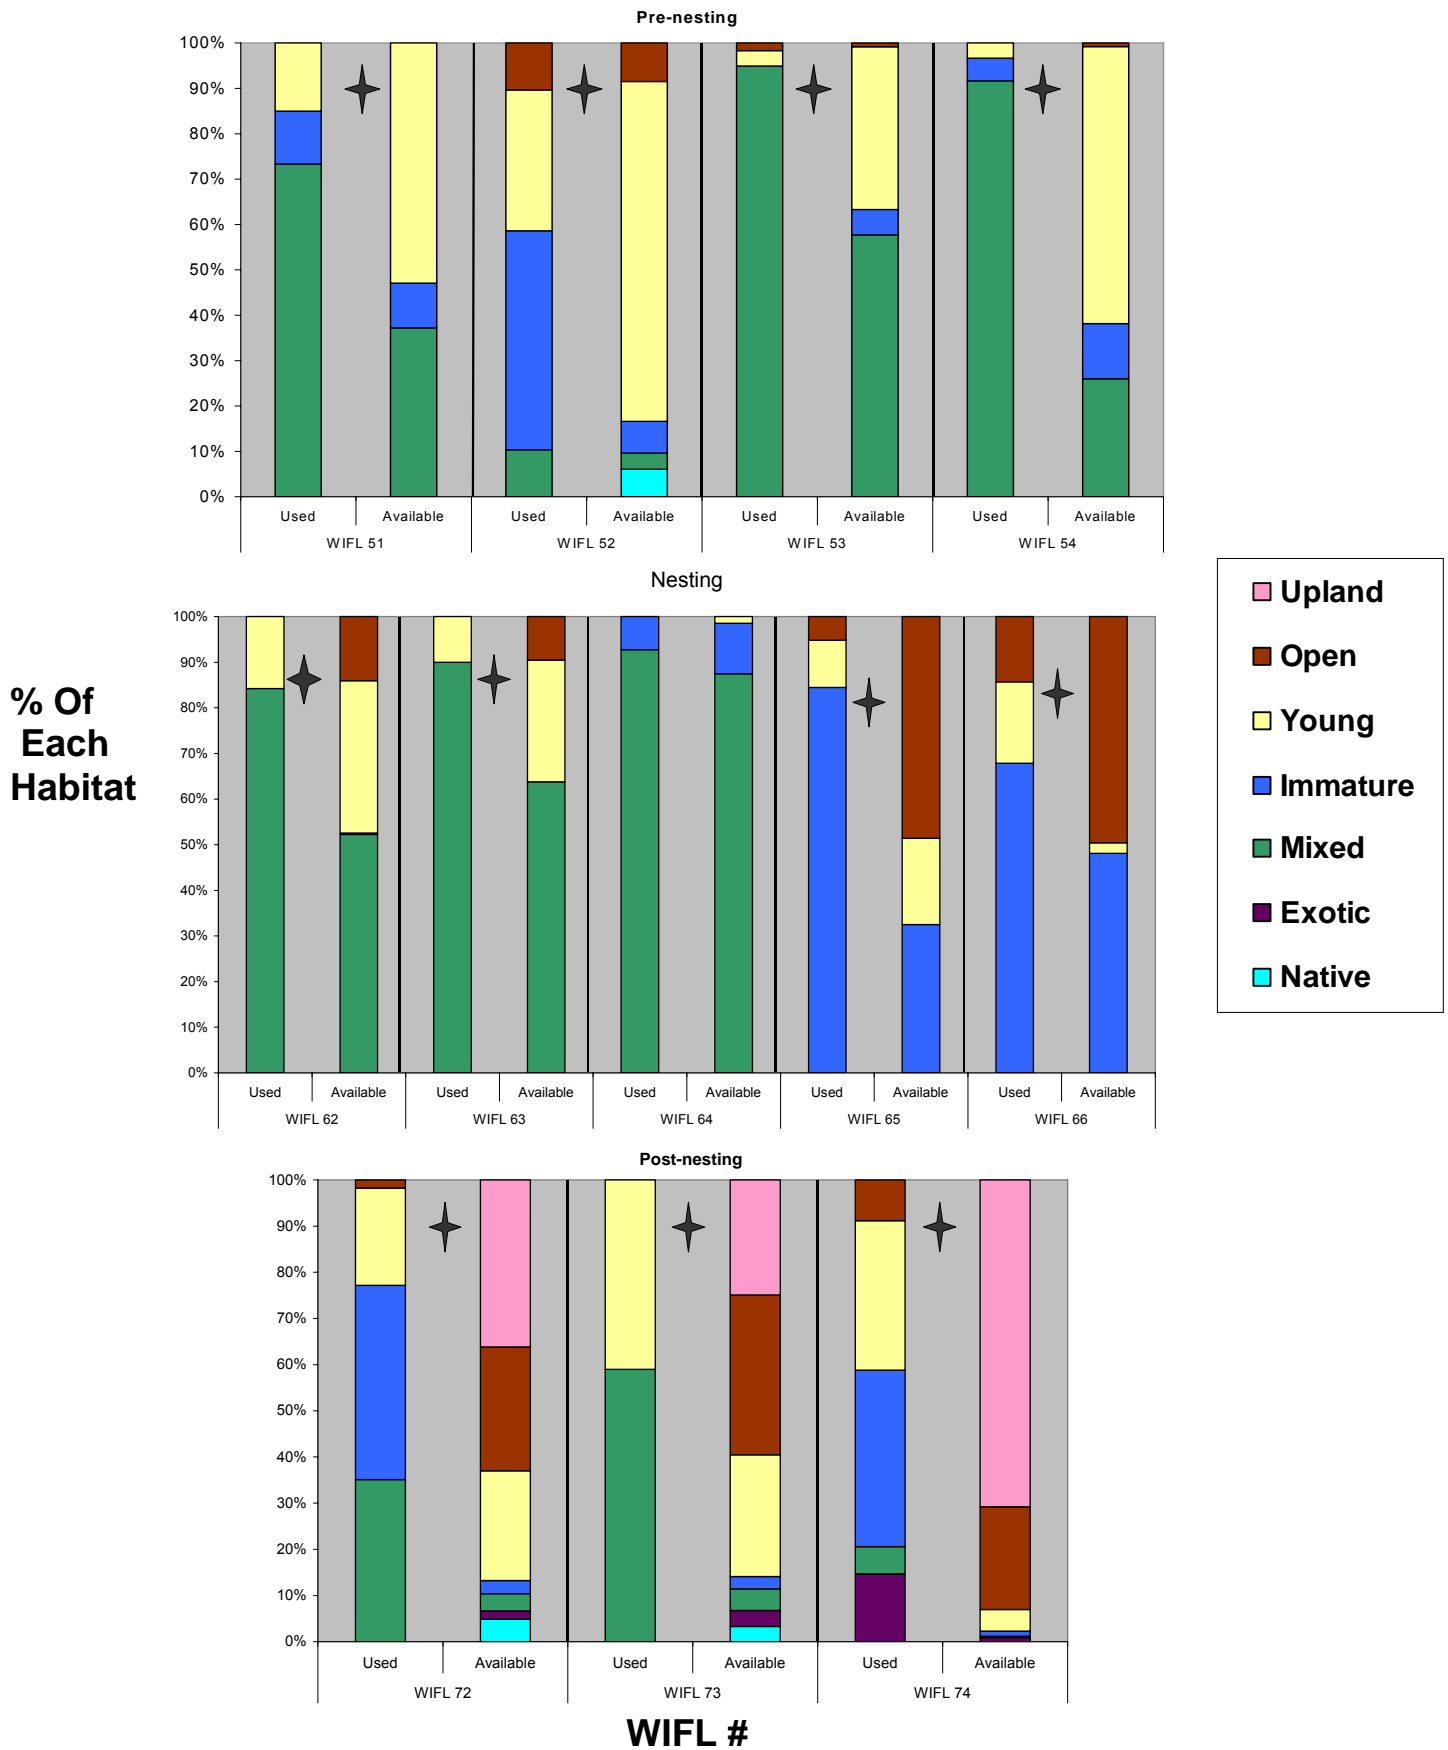 Pre-nesting
100%
90%
80%
70%
60%
50%
40%
30%
20%
10%
0%
Used Available Used Available Used Available Used Available
WIFL 51 WIFL 52 WIFL 53 WIFL 54
Nesting
100%
90%
80%
70%
60%
50%
40%
30%
20%
10%
0%
Used Available Used Available Used Available Used Available Used Available
WIFL 62 WIFL 63 WIFL 64 WIFL 65 WIFL 66
% Of
Each
Habitat
Upland
Open
Young
Immature
Mixed
Exotic
Native
Post-nesting
100%
90%
80%
70%
60%
50%
40%
30%
20%
10%
0%
Used Available Used Available Used Available
WIFL 72 WIFL 73 WIFL 74
WIFL #